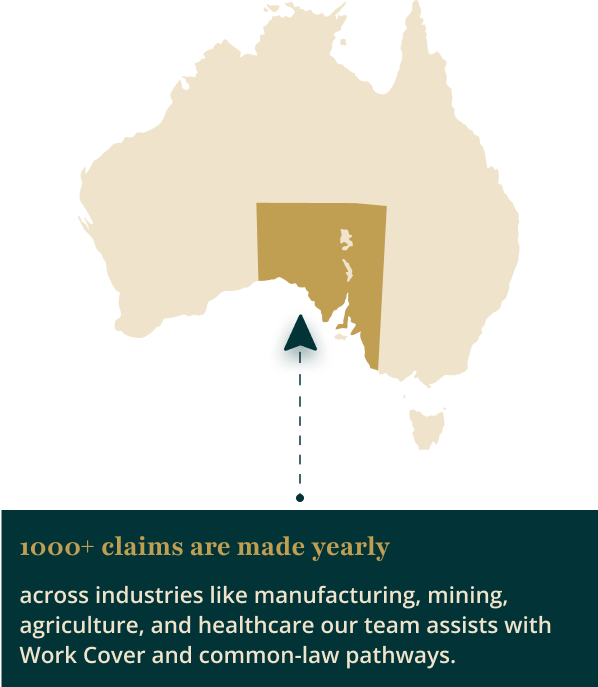 1000+ claims are made yearly
across industries like manufacturing, mining,
agriculture, and healthcare our team assists with
Work Cover and common-law pathways.